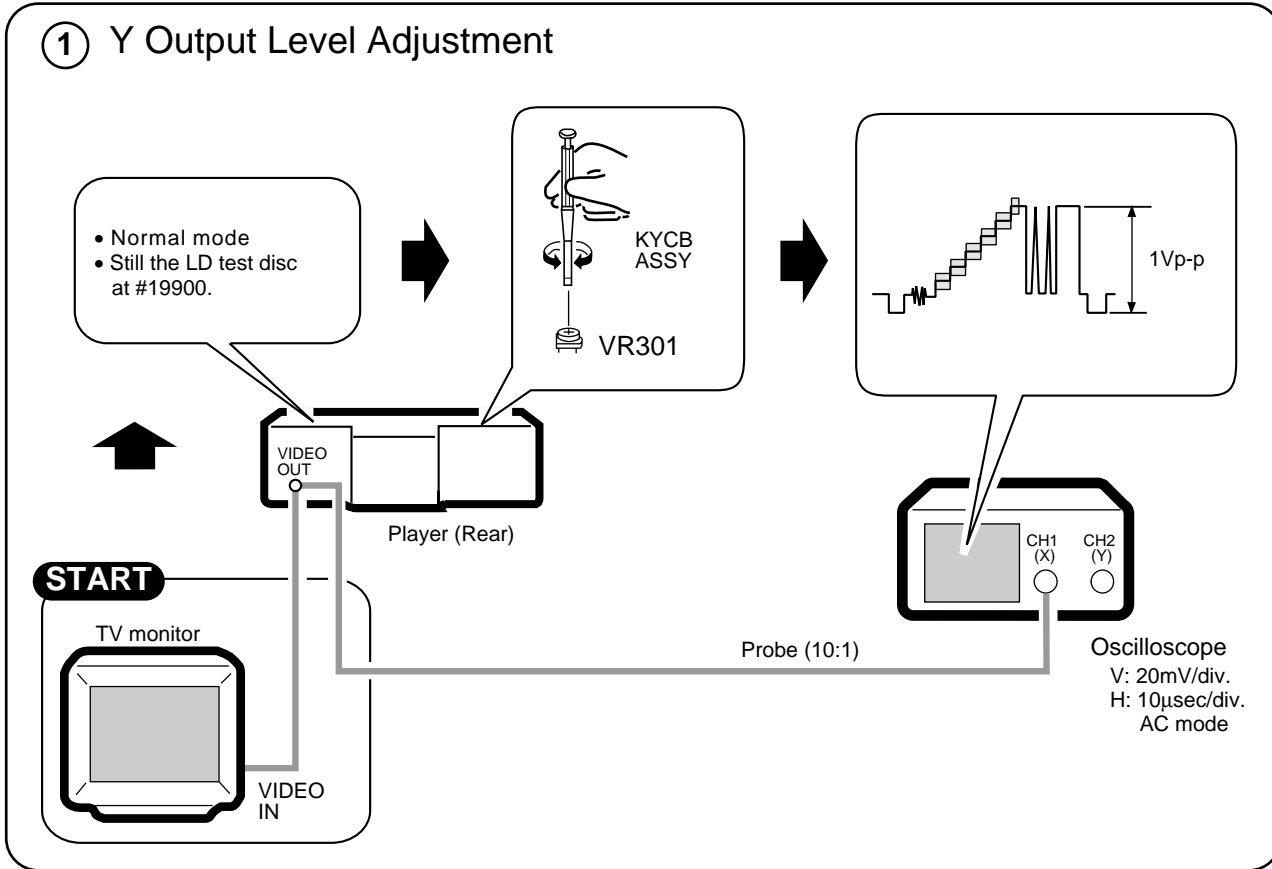 1 Y Output Level Adjustment
• Normal mode
• Still the LD test disc
at #19900.
KYCB
ASSY
VR301
1Vp-p
VIDEO
OUT
Player (Rear)
CH1
(X)
CH2
(Y)
START
TV monitor
VIDEO
IN
Probe (10:1)
Oscilloscope
V: 20mV/div.
H: 10μsec/div.
AC mode